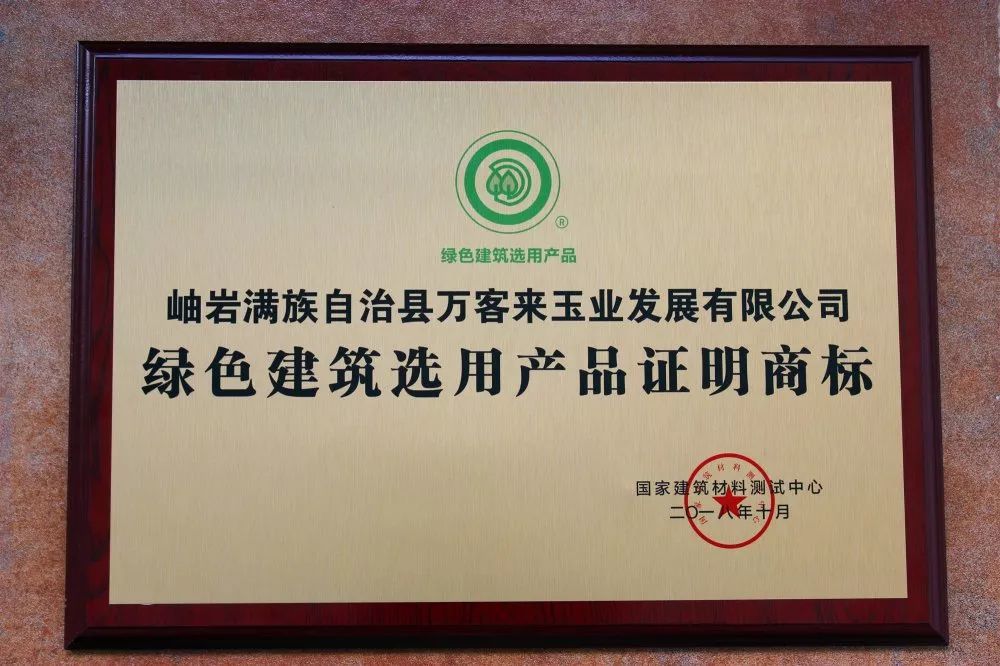 ®
绿色建筑选用产品
岫岩满族自治县万客来玉业发展有限公司
绿色建筑选用产品证明商标
国家建筑材料测试中心
二〇一八年十月